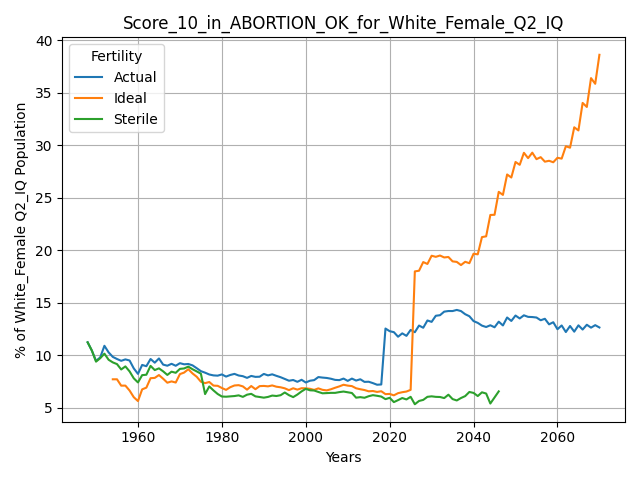 Score_10_in_ABORTION_OK_for_White_Female_Q2_IQ
40
35
30
25
20
15
10
5
% of White_Female Q2_IQ Population
Fertility
Actual
Ideal
Sterile
1960 1980 2000 2020 2040 2060
Years